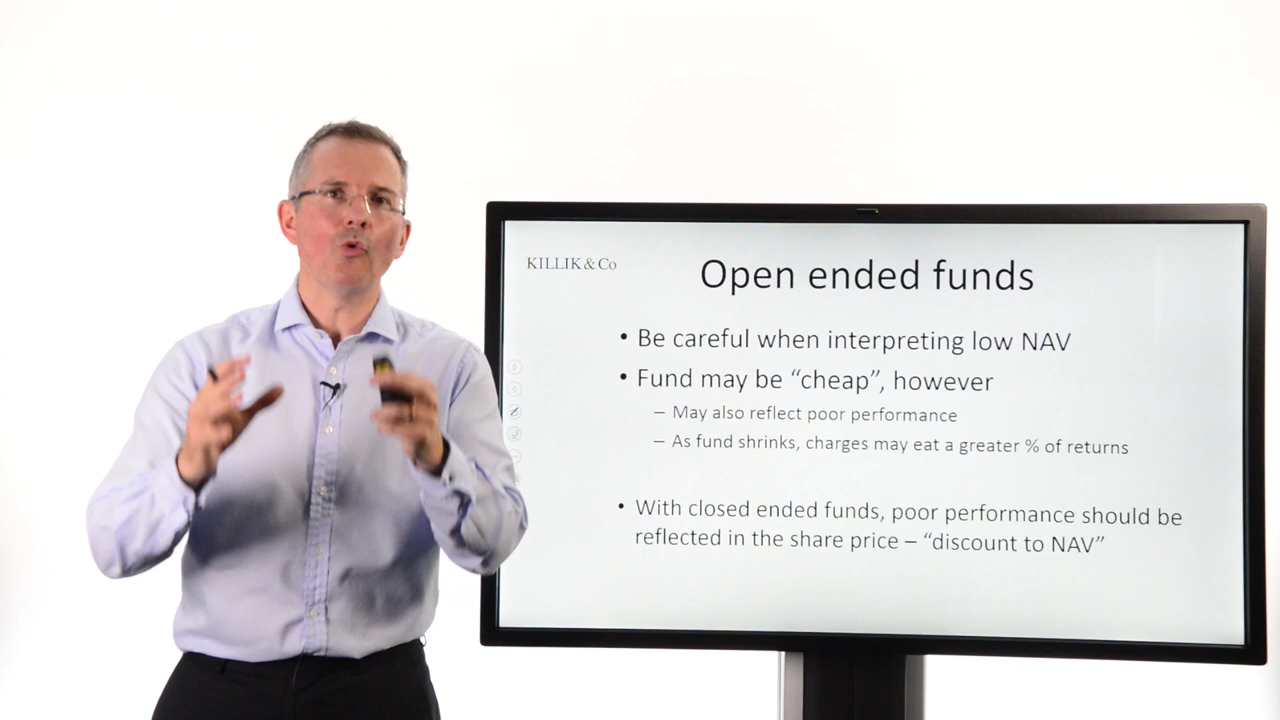 KILLIK & Co
Open ended funds
• Be careful when interpreting low NAV
• Fund may be “cheap”, however
– May also reflect poor performance
– As fund shrinks, charges may eat a greater % of returns
• With closed ended funds, poor performance should be
reflected in the share price – “discount to NAV”